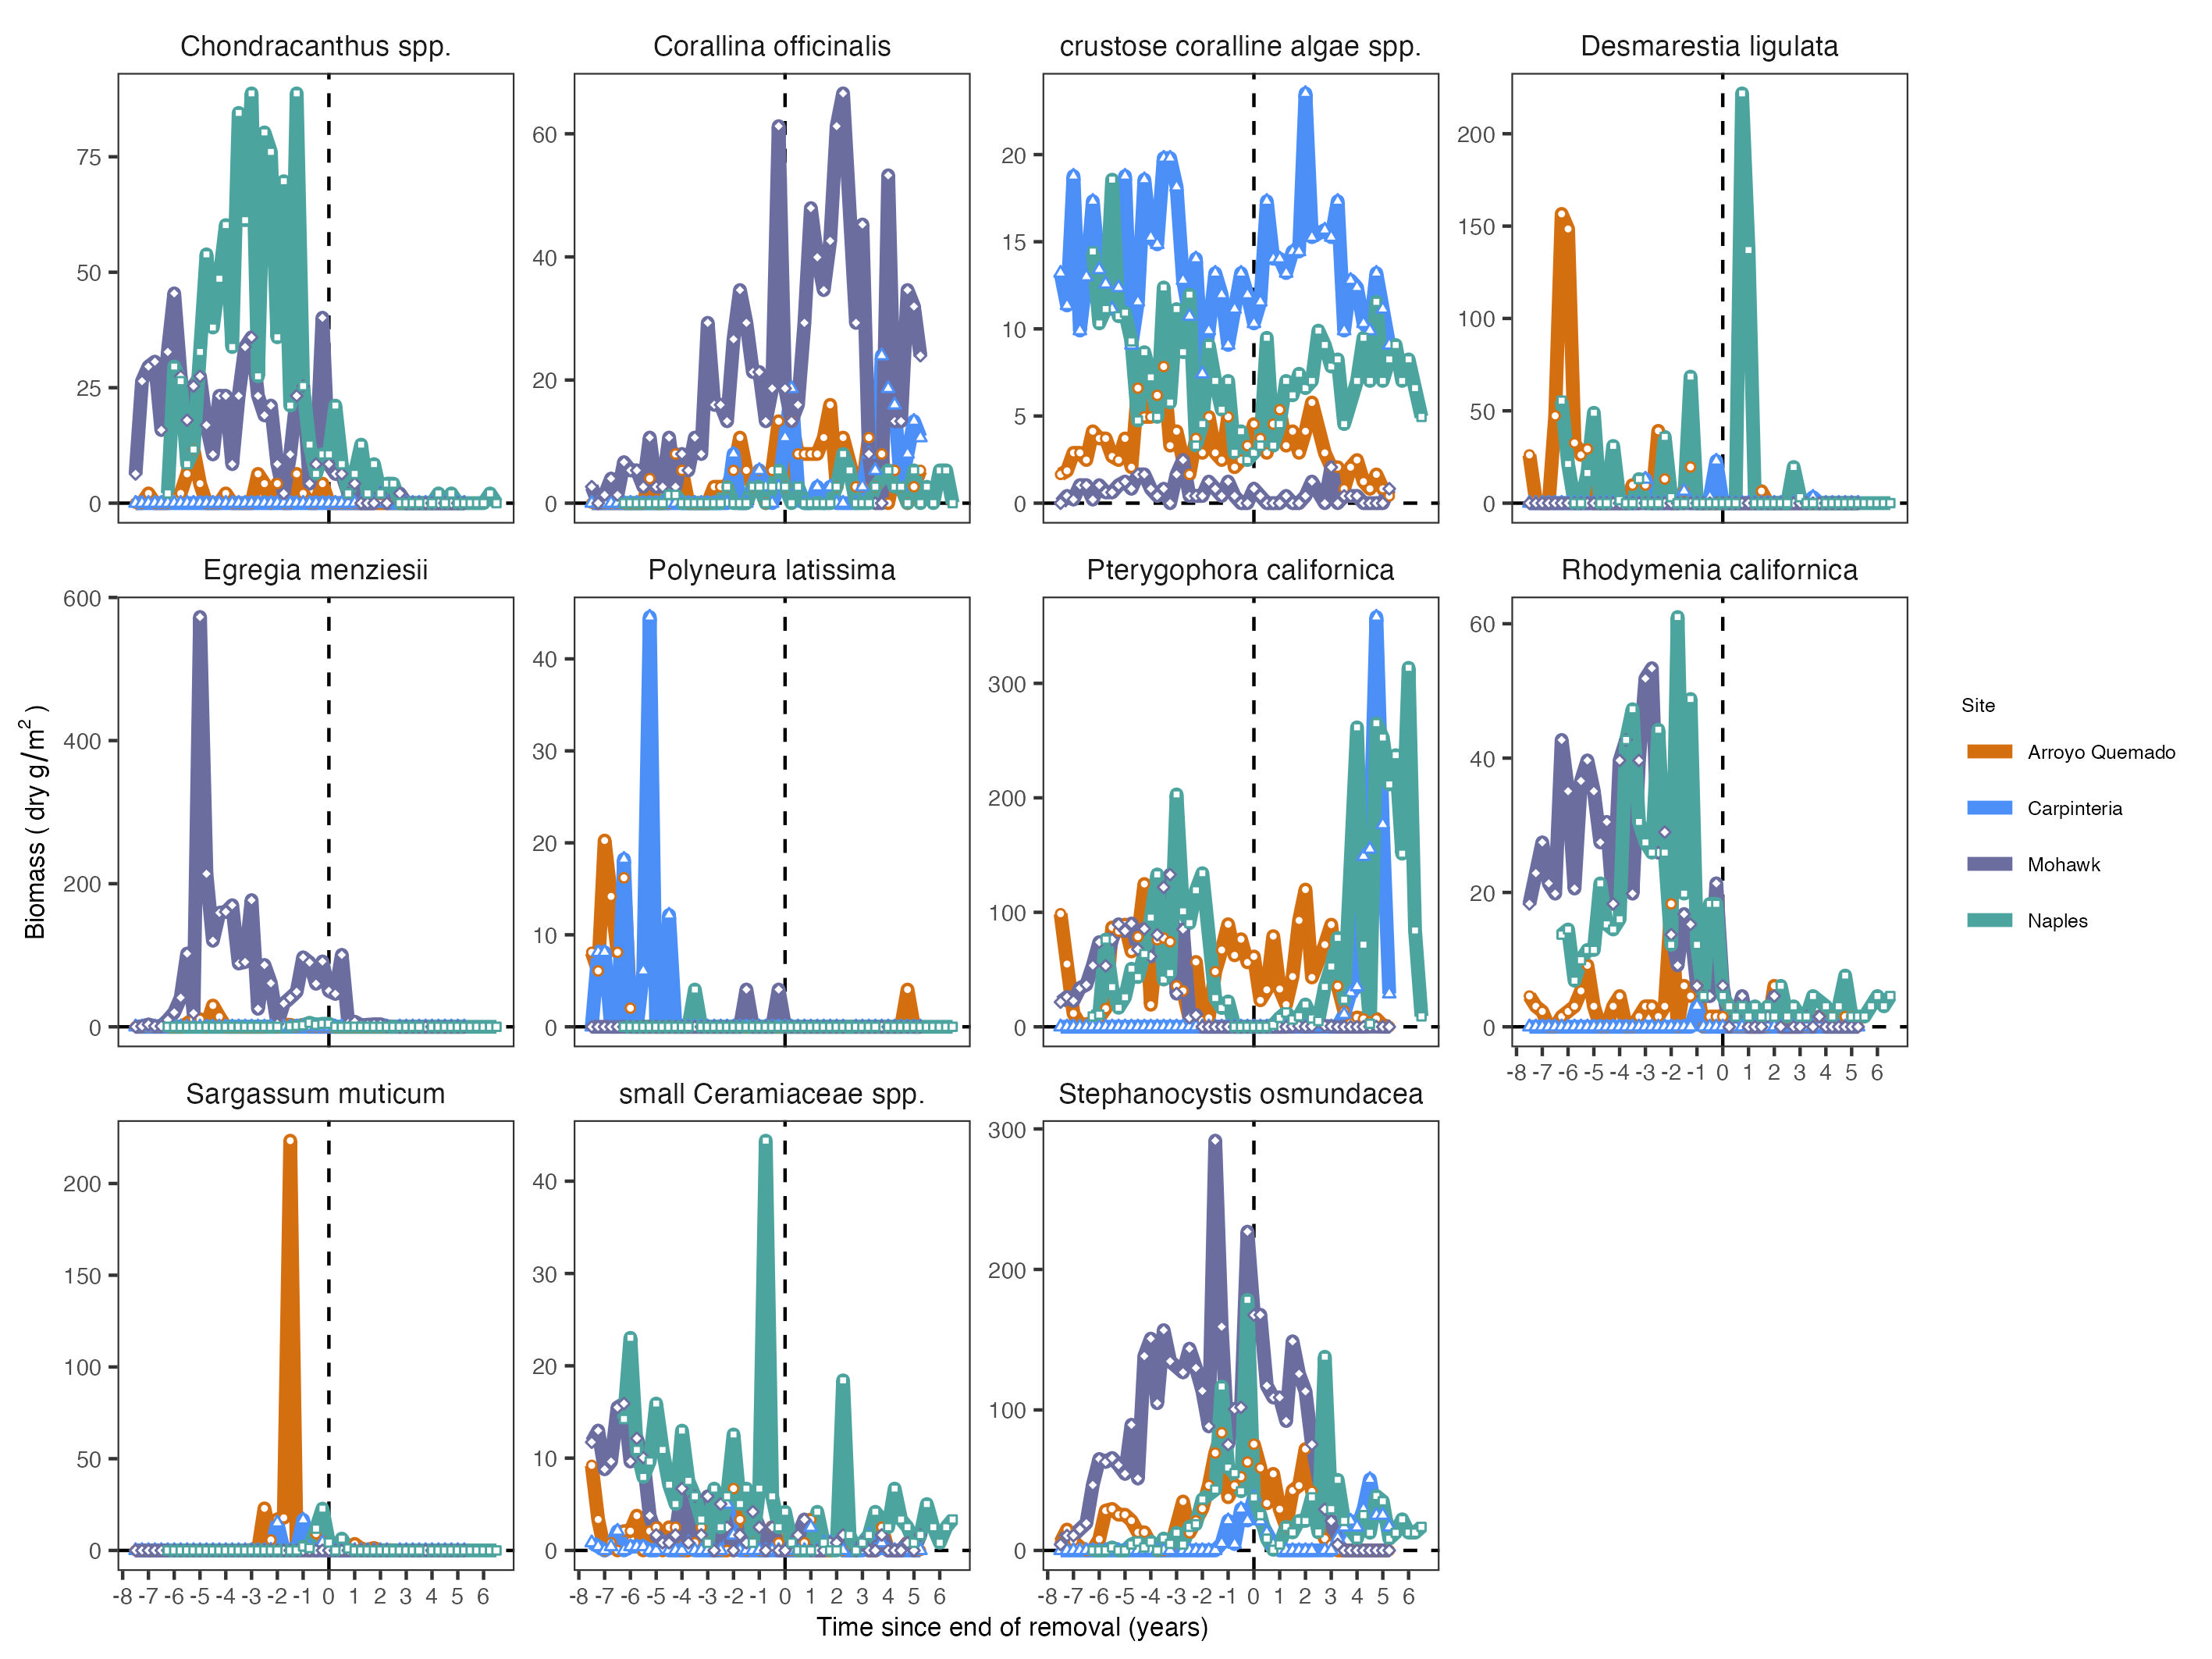 Chondracanthus spp.
Corallina officinalis
crustose coralline algae spp.
Desmarestia ligulata
75
50
25
0
60
40
20
0
20
15
10
5
0
200
150
100
50
0
Egregia menziesii
Polyneura latissima
Pterygophora californica
Rhodymenia californica
600
400
200
0
40
30
20
10
0
300
200
100
0
60
40
20
0
-8 -7 -6 -5 -4 -3 -2 -1 0 1 2 3 4 5 6
Sargassum muticum
small Ceramiaceae spp.
Stephanocystis osmundacea
200
150
100
50
0
40
30
20
10
0
300
200
100
0
-8 -7 -6 -5 -4 -3 -2 -1 0 1 2 3 4 5 6
-8 -7 -6 -5 -4 -3 -2 -1 0 1 2 3 4 5 6
-8 -7 -6 -5 -4 -3 -2 -1 0 1 2 3 4 5 6
Time since end of removal (years)
Biomass ( dry g/m² )
Site
Arroyo Quemado
Carpinteria
Mohawk
Naples